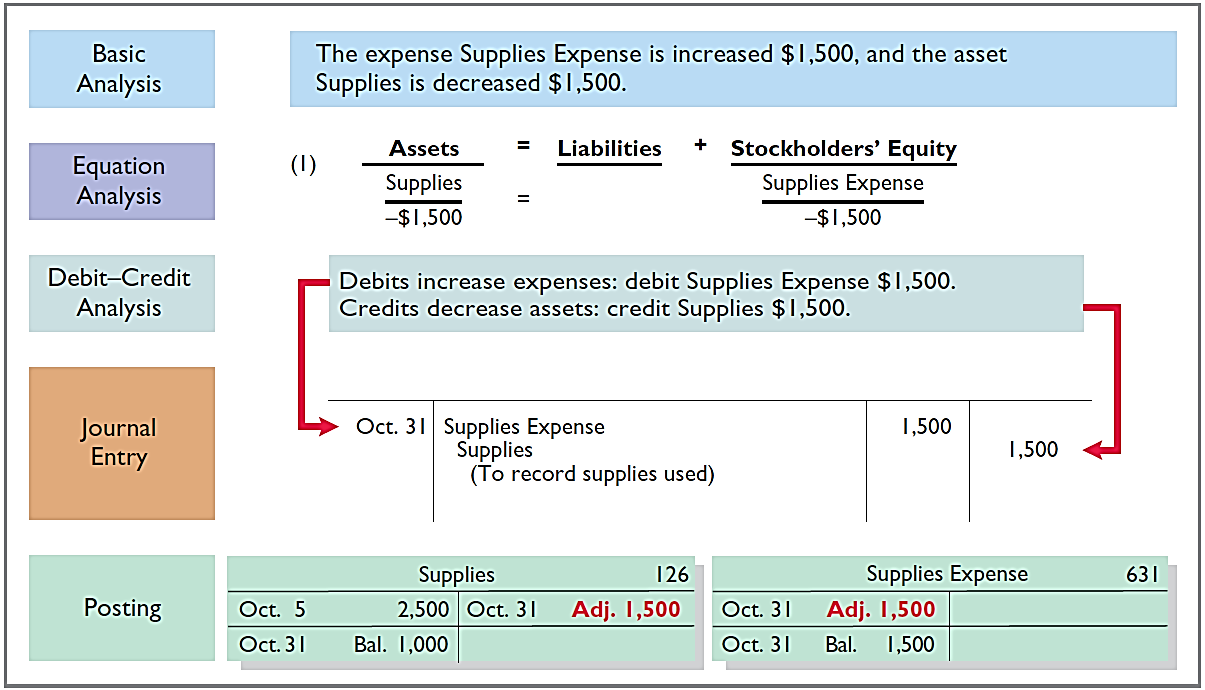 Basic
Analysis
The expense Supplies Expense is increased $1,500, and the asset
Supplies is decreased $1,500.
Equation
Analysis
(1)
Assets = Liabilities + Stockholders’ Equity
Supplies = Supplies Expense
–$1,500 –$1,500
Debit–Credit
Analysis
Debits increase expenses: debit Supplies Expense $1,500.
Credits decrease assets: credit Supplies $1,500.
Journal
Entry
Oct. 31 Supplies Expense 1,500
Supplies 1,500
(To record supplies used)
Posting
Supplies 126
Oct. 5 2,500 Oct. 31 Adj. 1,500
Oct. 31 Bal. 1,000
Supplies Expense 631
Oct. 31 Adj. 1,500
Oct. 31 Bal. 1,500